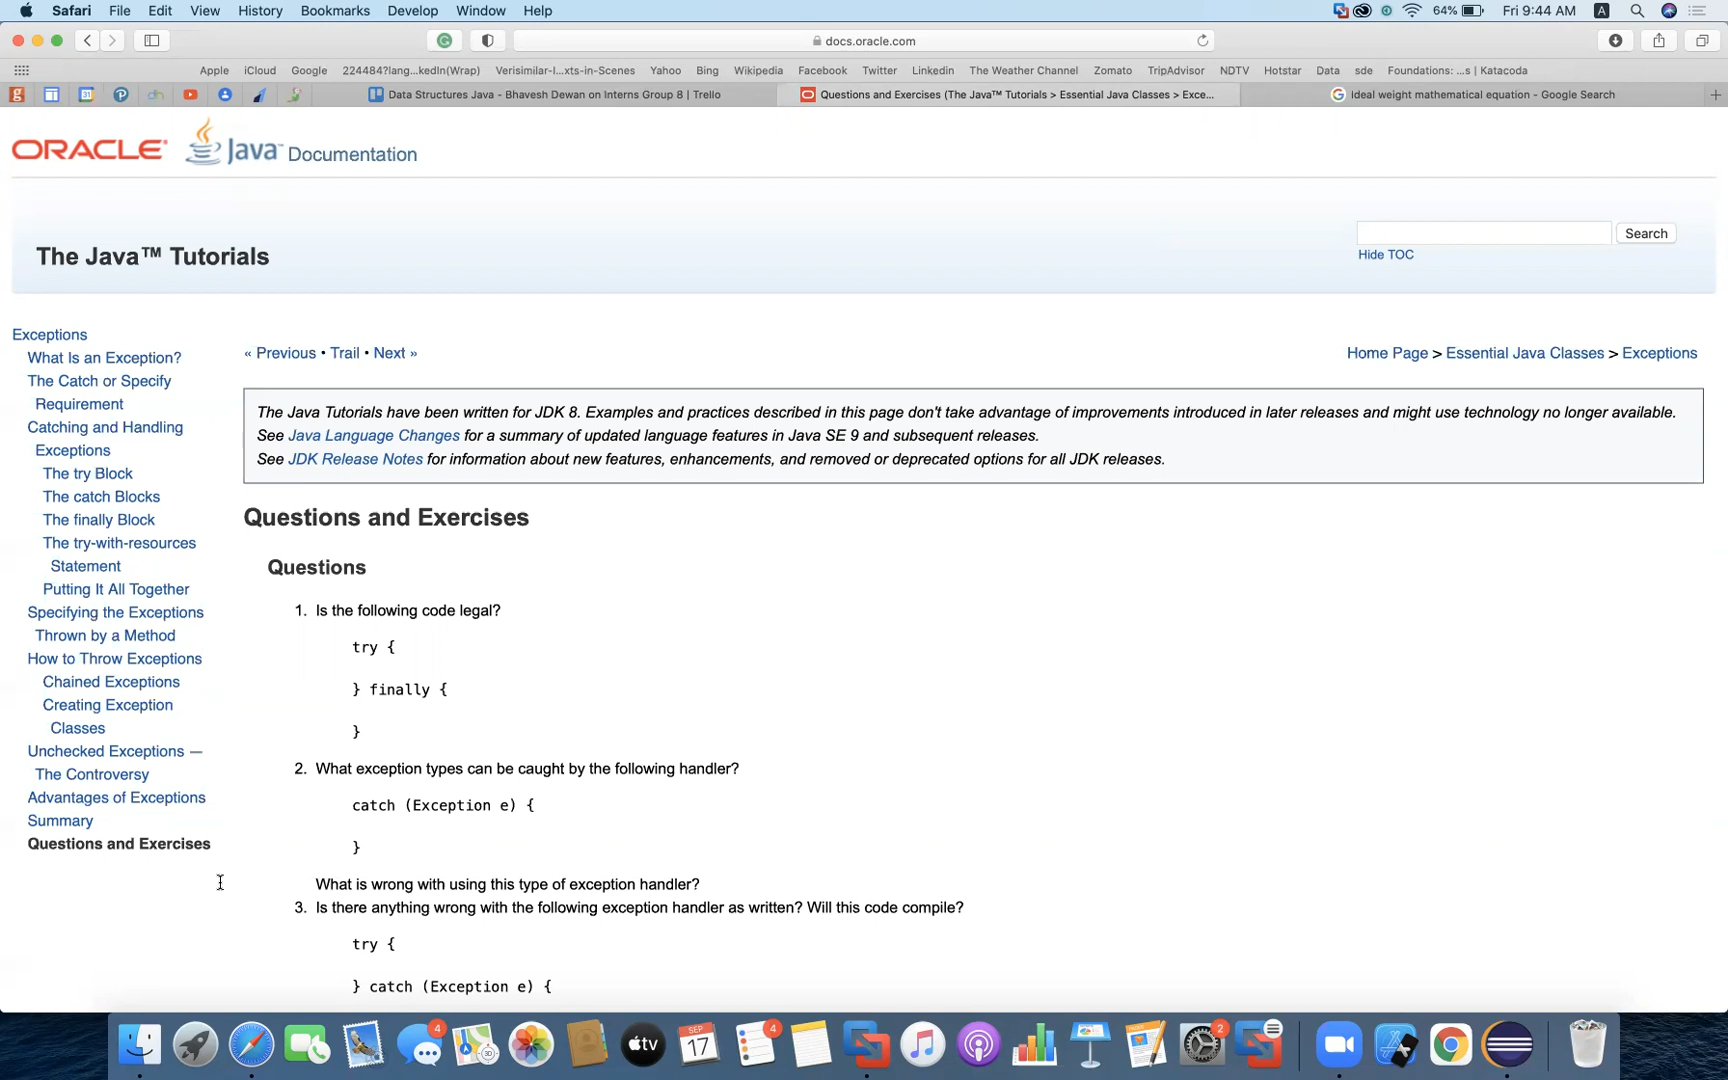 Safari File Edit View History Bookmarks Develop Window Help 64% Fri 9:44 AM A
docs.oracle.com
Apple iCloud Google 224484?lang...kedIn(Wrap) Verisimilar-I...xts-in-Scenes Yahoo Bing Wikipedia Facebook Twitter Linkedin The Weather Channel Zomato TripAdvisor NDTV Hotstar Data sde Foundations: ...s | Katacoda
Data Structures Java - Bhavesh Dewan on Interns Group 8 | Trello Questions and Exercises (The Java™ Tutorials > Essential Java Classes > Exce... ideal weight mathematical equation - Google Search
ORACLE Java Documentation
Search
The Java™ Tutorials
Hide TOC
Exceptions
What Is an Exception?
The Catch or Specify
Requirement
Catching and Handling
Exceptions
The try Block
The catch Blocks
The finally Block
The try-with-resources
Statement
Putting It All Together
Specifying the Exceptions
Thrown by a Method
How to Throw Exceptions
Chained Exceptions
Creating Exception
Classes
Unchecked Exceptions —
The Controversy
Advantages of Exceptions
Summary
Questions and Exercises
« Previous • Trail • Next »
Home Page > Essential Java Classes > Exceptions
The Java Tutorials have been written for JDK 8. Examples and practices described in this page don't take advantage of improvements introduced in later releases and might use technology no longer available.
See Java Language Changes for a summary of updated language features in Java SE 9 and subsequent releases.
See JDK Release Notes for information about new features, enhancements, and removed or deprecated options for all JDK releases.
Questions and Exercises
Questions
1. Is the following code legal?
try {
} finally {
}
2. What exception types can be caught by the following handler?
catch (Exception e) {
}
What is wrong with using this type of exception handler?
3. Is there anything wrong with the following exception handler as written? Will this code compile?
try {
} catch (Exception e) {
4 3D tv SEP 17 4 2